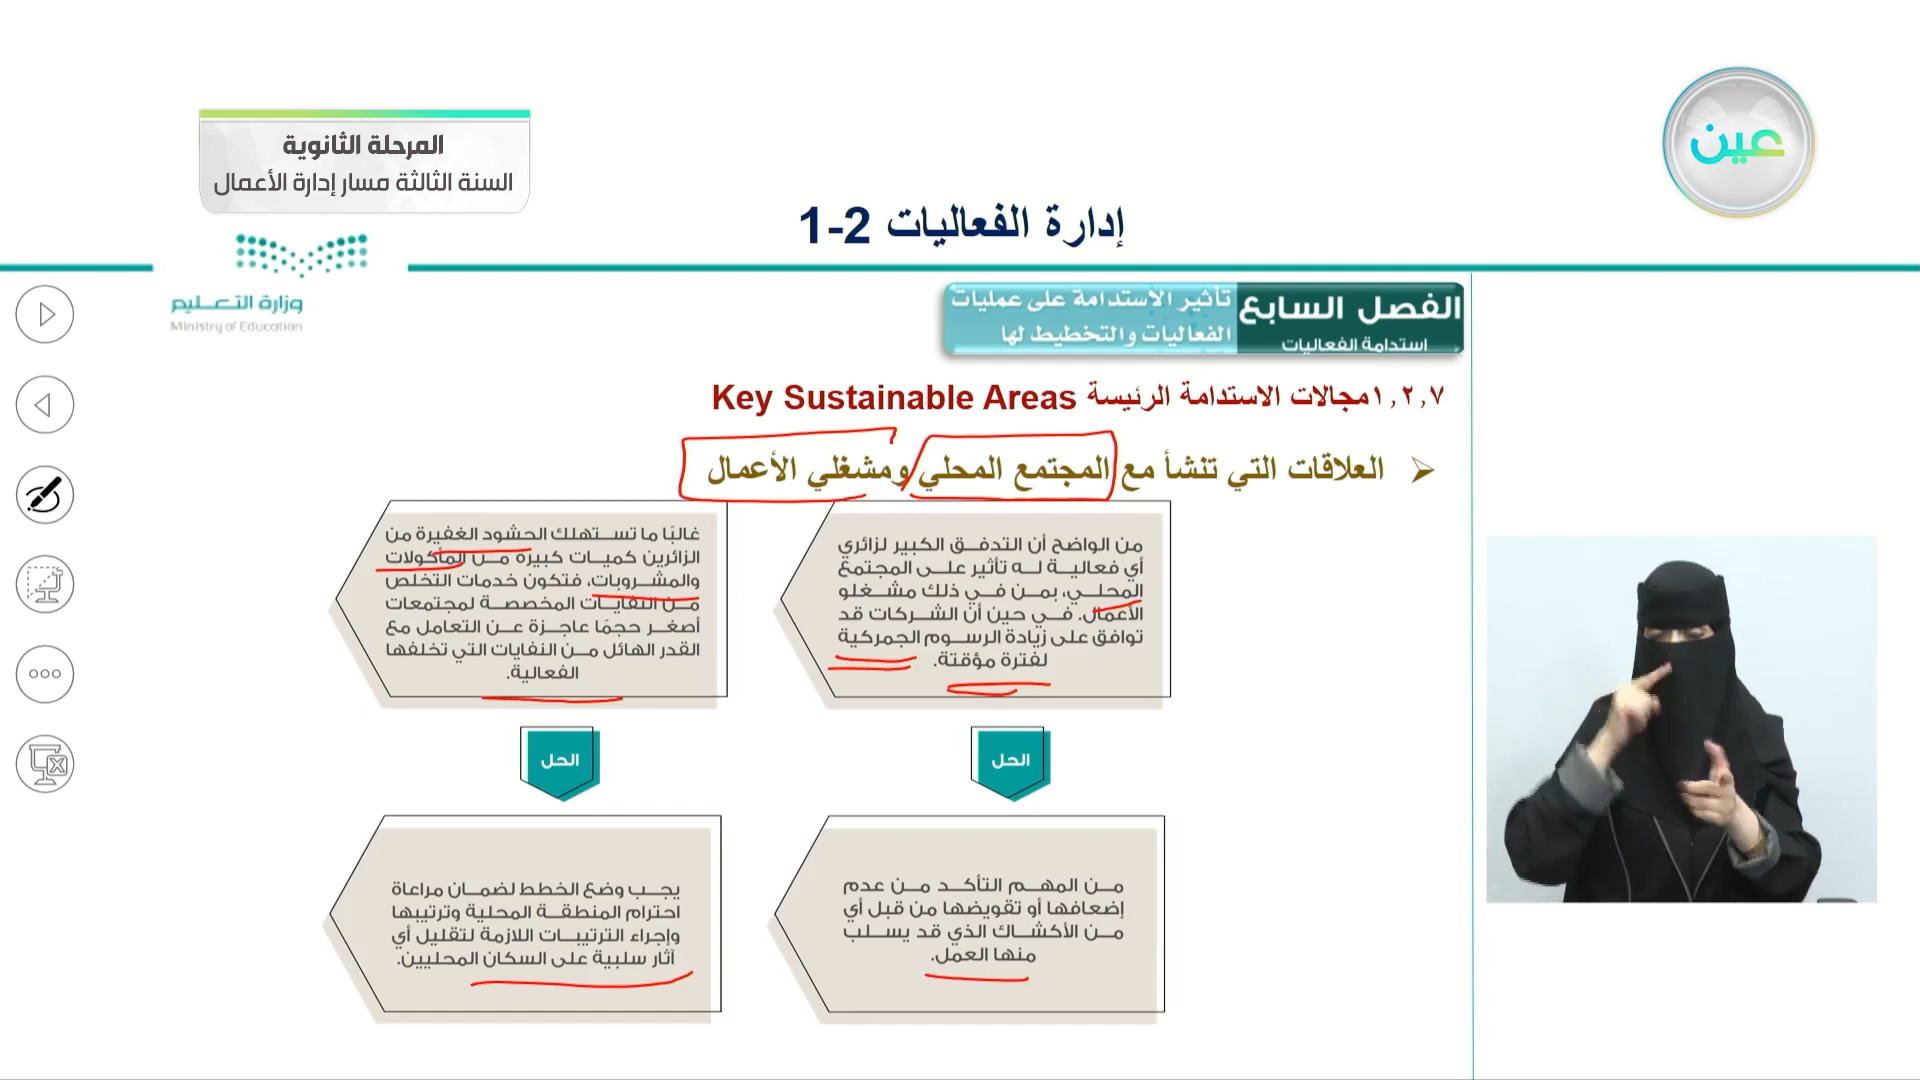 عين
المرحلة الثانوية
السنة الثالثة مسار إدارة الأعمال
إدارة الفعاليات 2-1
وزارة التعـــليم
Ministry of Education
الفصل السابع
استدامة الفعاليات
تأثير الاستدامة على عمليات
الفعاليات والتخطيط لها
١,٢,٧مجالات الاستدامة الرئيسة Key Sustainable Areas
العلاقات التي تنشأ مع المجتمع المحلي ومشغلي الأعمال
من الواضح أن التدفق الكبير لزائري
أي فعالية له تأثير على المجتمع
المحلي، بمن في ذلك مشغلو
الأعمال. في حين أن الشركات قد
توافق على زيادة الرسوم الجمركية
لفترة مؤقتة.
الحل
من المهم التأكد من عدم
إضعافها أو تقويضها من قبل أي
من الأكشاك الذي قد يسلب
منها العمل.
غالبًا ما تستهلك الحشود الغفيرة من
الزائرين كميات كبيرة من المأكولات
والمشروبات، فتكون خدمات التخلص
من النفايات المخصصة لمجتمعات
أصغر حجمًا عاجزة عن التعامل مع
القدر الهائل من النفايات التي تخلفها
الفعالية.
الحل
يجب وضع الخطط لضمان مراعاة
احترام المنطقة المحلية وترتيبها
وإجراء الترتيبات اللازمة لتقليل أي
آثار سلبية على السكان المحليين.